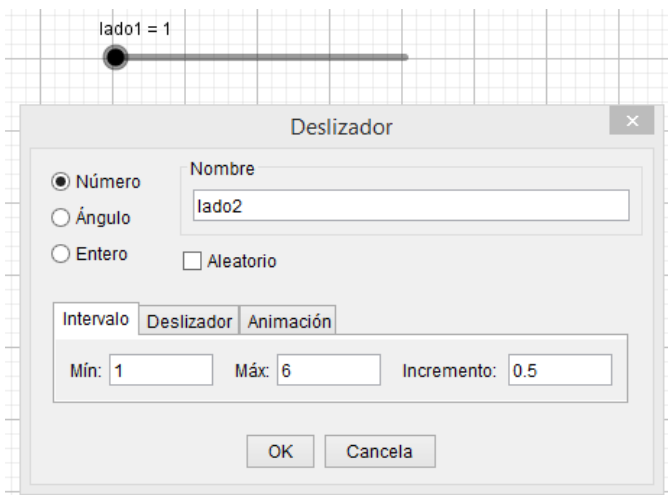 lado1 = 1
Deslizador
Número
Nombre
lado2
Ángulo
Entero
Aleatorio
Intervalo Deslizador Animación
Mín: 1 Máx: 6 Incremento: 0.5
OK Cancela